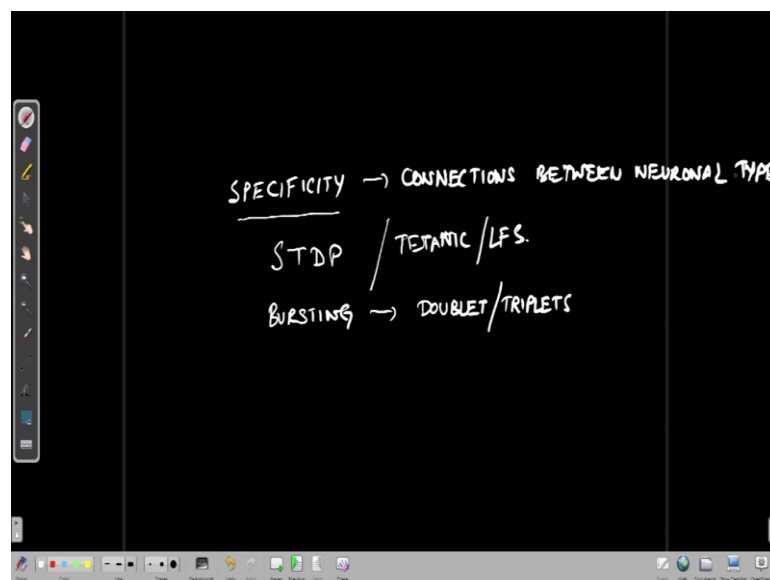 SPECIFICITY → CONNECTIONS BETWEEN NEURONAL TYPE
STDP / TETANIC / LFS.
BURSTING → DOUBLET / TRIPLETS